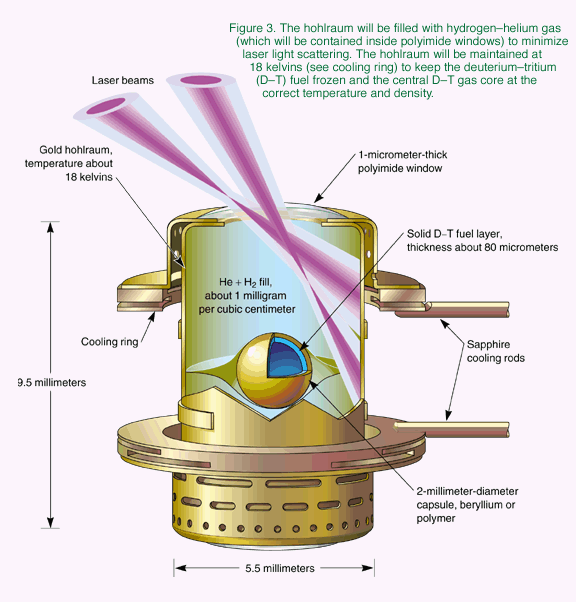 Figure 3. The hohlraum will be filled with hydrogen–helium gas
(which will be contained inside polyimide windows) to minimize
laser light scattering. The hohlraum will be maintained at
18 kelvins (see cooling ring) to keep the deuterium–tritium
(D–T) fuel frozen and the central D–T gas core at the
correct temperature and density.
Laser beams
Gold hohlraum,
temperature about
18 kelvins
1-micrometer-thick
polyimide window
Solid D–T fuel layer,
thickness about 80 micrometers
He + H₂ fill,
about 1 milligram
per cubic centimeter
Cooling ring
Sapphire
cooling rods
9.5 millimeters
2-millimeter-diameter
capsule, beryllium or
polymer
5.5 millimeters